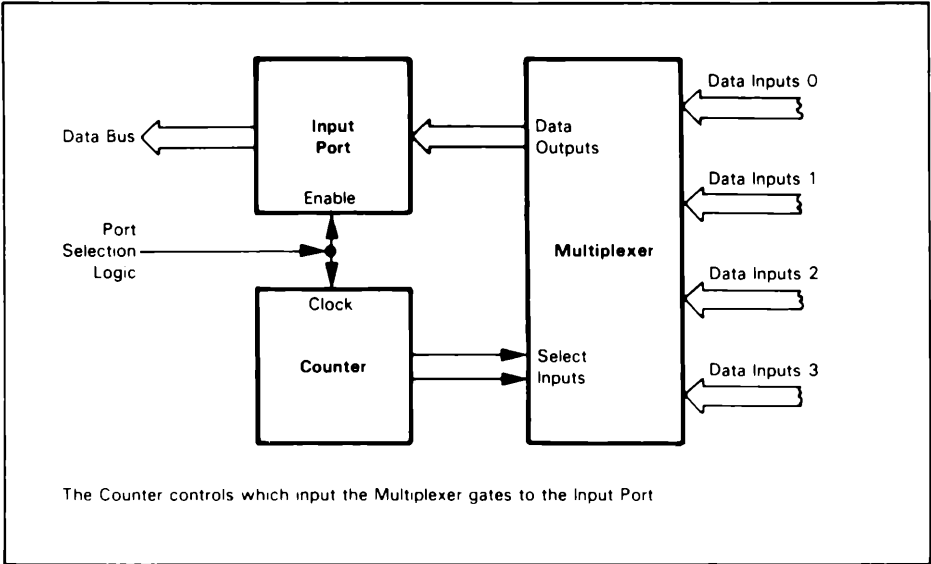 Data Bus
Input
Port
Enable
Port
Selection
Logic
Clock
Counter
Data
Outputs
Multiplexer
Select
Inputs
Data Inputs 0
Data Inputs 1
Data Inputs 2
Data Inputs 3
The Counter controls which input the Multiplexer gates to the Input Port